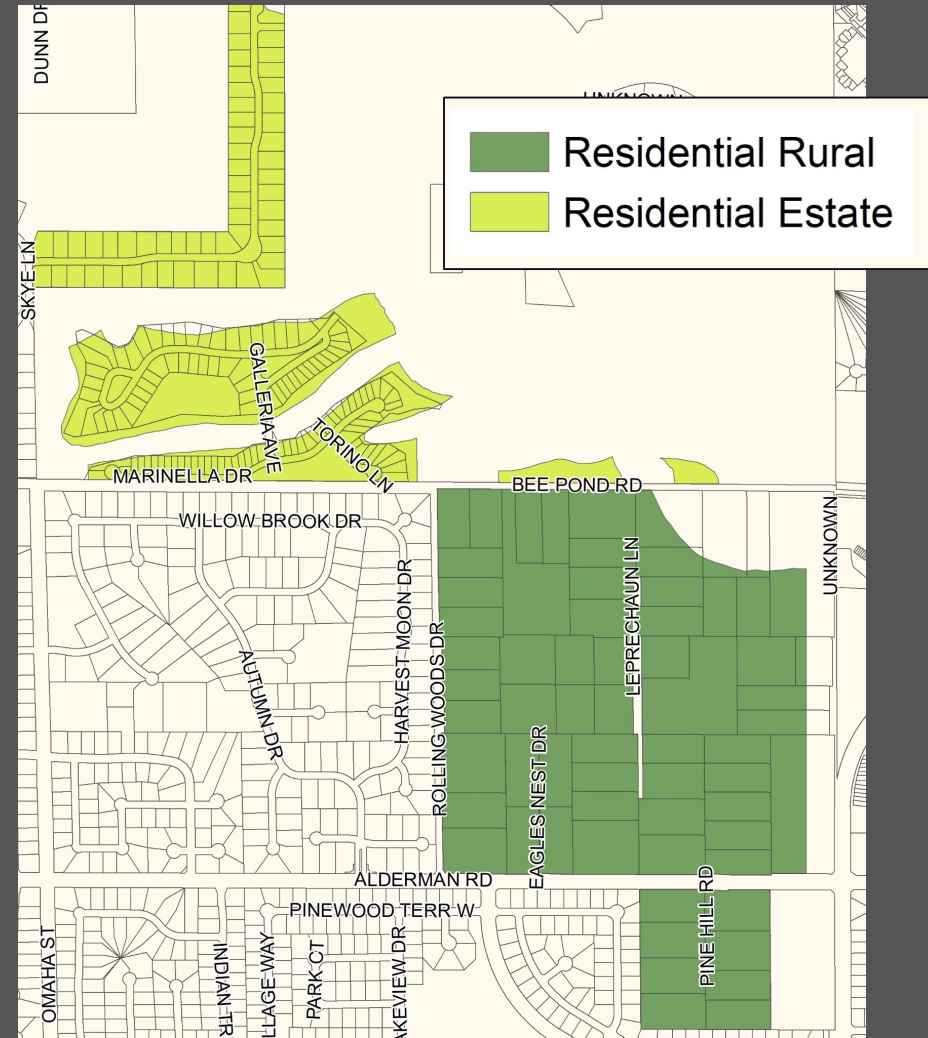 DUNN DR
UNKNOWN
Residential Rural
Residential Estate
SKYE LN
GALLERIA AVE
TORINO LN
MARINELLA DR
BEE POND RD
WILLOW BROOK DR
UNKNOWN
LEPRECHAUN LN
HARVEST MOON DR
ROLLING WOODS DR
AUTUMN DR
EAGLES NEST DR
ALDERMAN RD
PINEWOOD TERR W
PINE HILL RD
OMAHA ST
INDIAN TR
LLAGE WAY
PARK CT
AKEVIEW DR